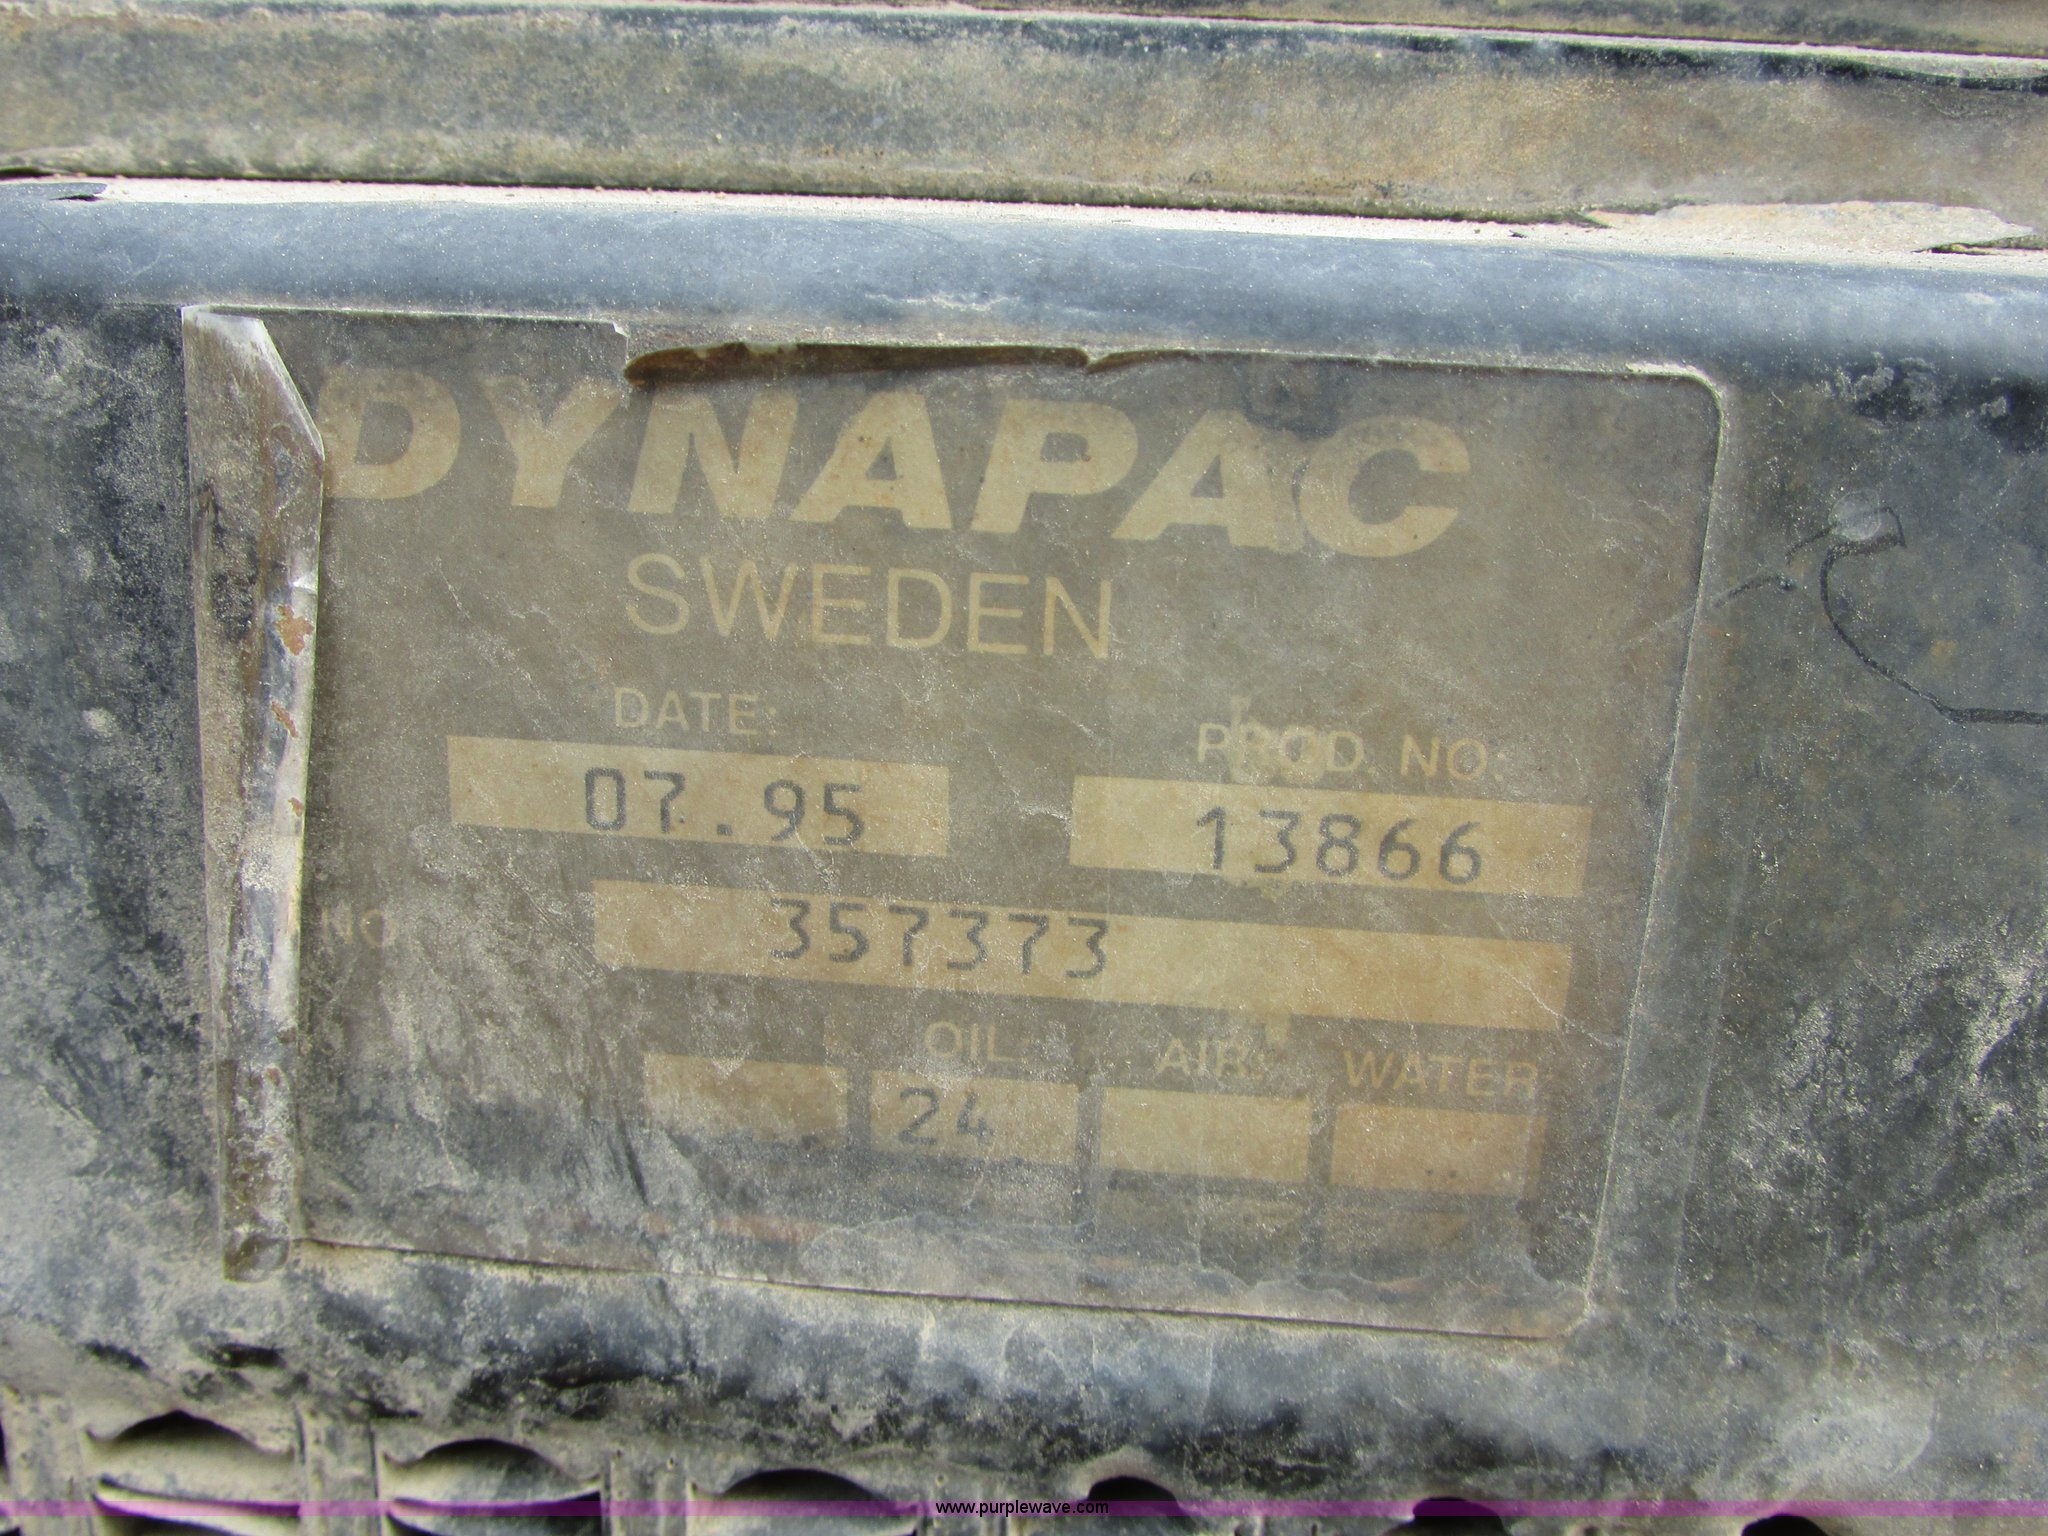 DYNAPAC
SWEDEN
DATE: PROD. NO:
07.95 13866
NO 357373
OIL: AIR: WATER:
24
www.purplewave.com